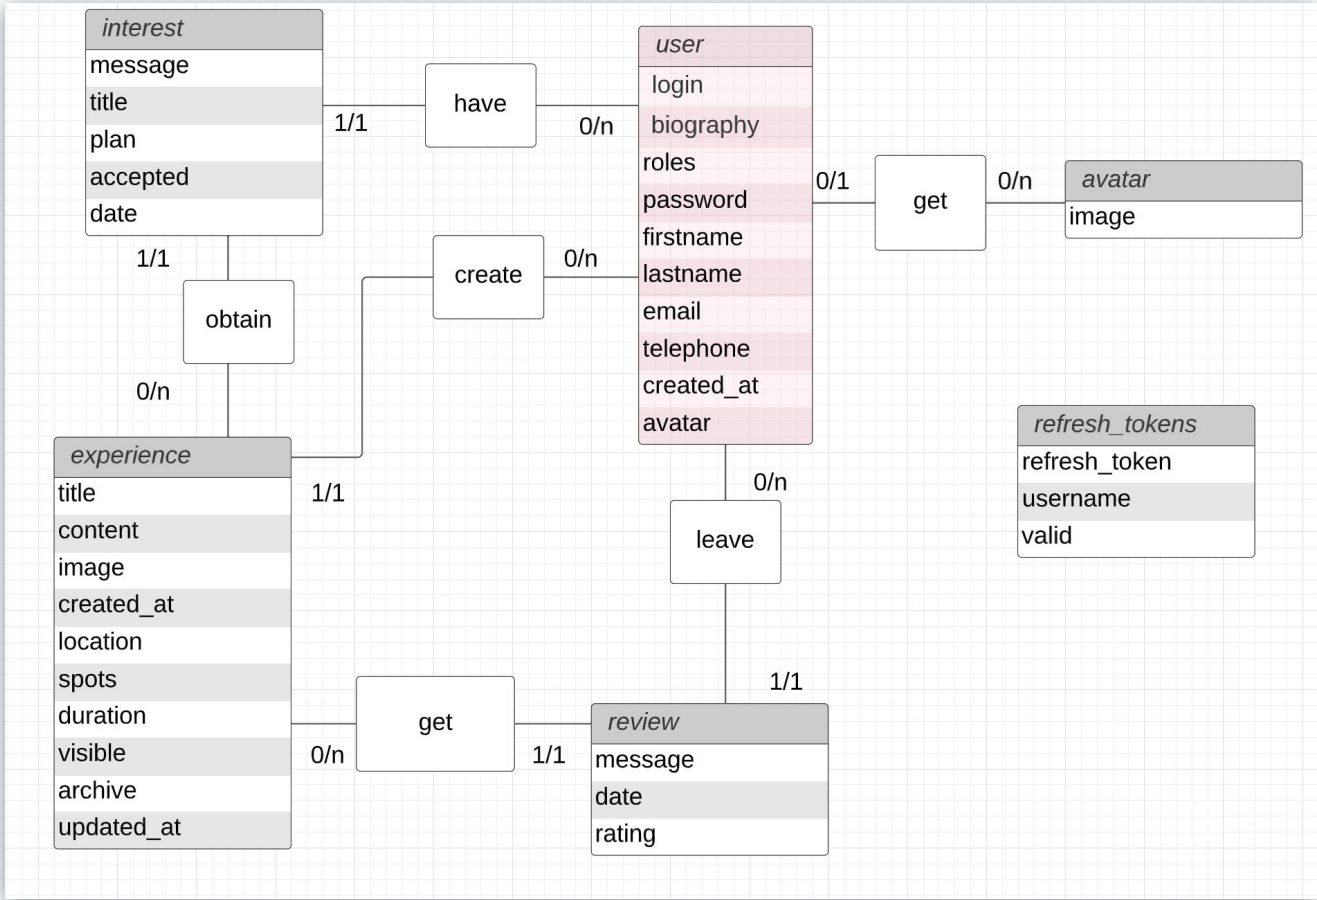 interest
message
title
plan
accepted
date
1/1
have
0/n
user
login
biography
roles
password
firstname
lastname
email
telephone
created_at
avatar
0/1
get
0/n
avatar
image
1/1
obtain
0/n
create
0/n
1/1
experience
title
content
image
created_at
location
spots
duration
visible
archive
updated_at
0/n
leave
1/1
refresh_tokens
refresh_token
username
valid
0/n
get
1/1
review
message
date
rating